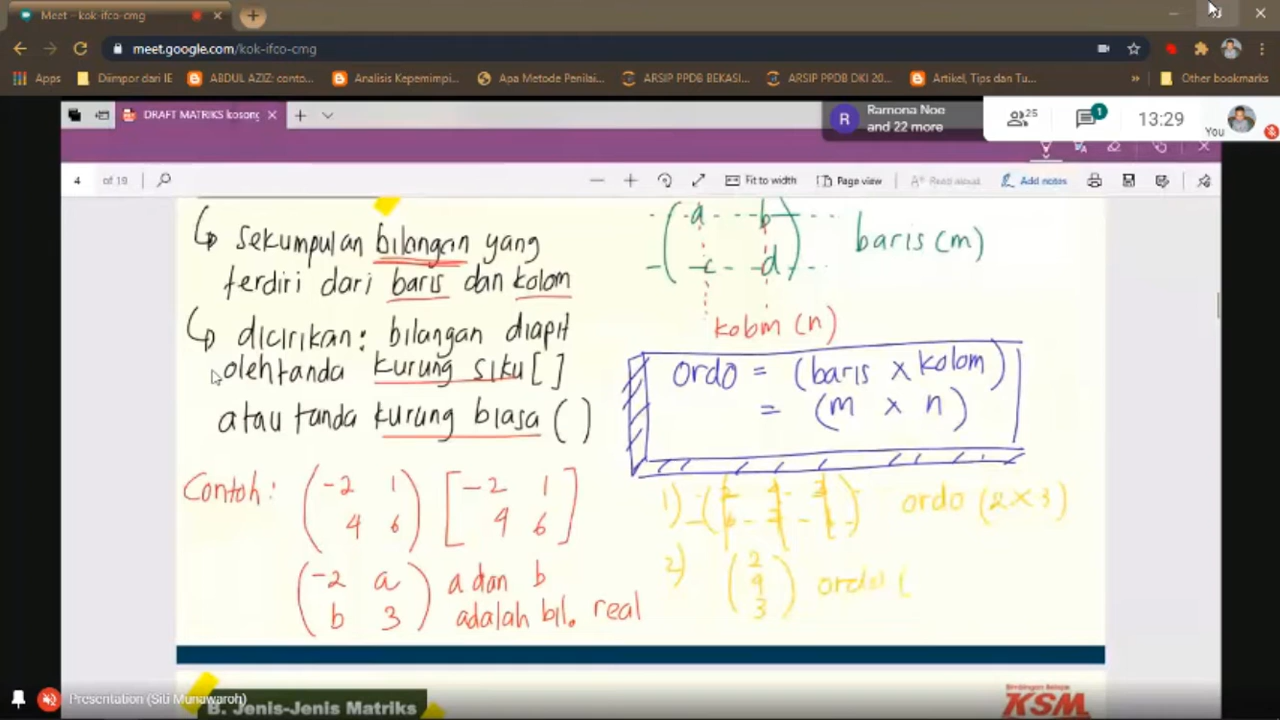 Meet – kok-ifco-cmg
meet.google.com/kok-ifco-cmg
Apps
Diimpor dari IE
ABDUL AZIZ: conto...
Analisis Kepemimpi...
Apa Metode Penilai...
ARSIP PPDB BEKASI...
ARSIP PPDB DKI 20...
Artikel, Tips dan Tu...
»
Other bookmarks
DRAFT MATRIKS kosong
R
Ramona Noe
and 22 more
25
1
13:29
You
4 of 19
Fit to width
Page view
Read aloud
Add notes
Sekumpulan bilangan yang
terdiri dari baris dan kolom
dicirikan: bilangan diapit
oleh tanda kurung siku [ ]
atau tanda kurung biasa ( )
Contoh: ( -2 1 ) [ -2 1 ]
4 6 9 6
( -2 a ) a dan b
b 3 adalah bil. real
a b
c d
baris (m)
kolom (n)
ordo = (baris x kolom)
= (m x n)
1) ordo (2 x 3)
2) ( 2
9
3 ) ordo (
Presentation (Siti Munawaroh)
B. Jenis-Jenis Matriks
Bimbingan Belajar
KSM